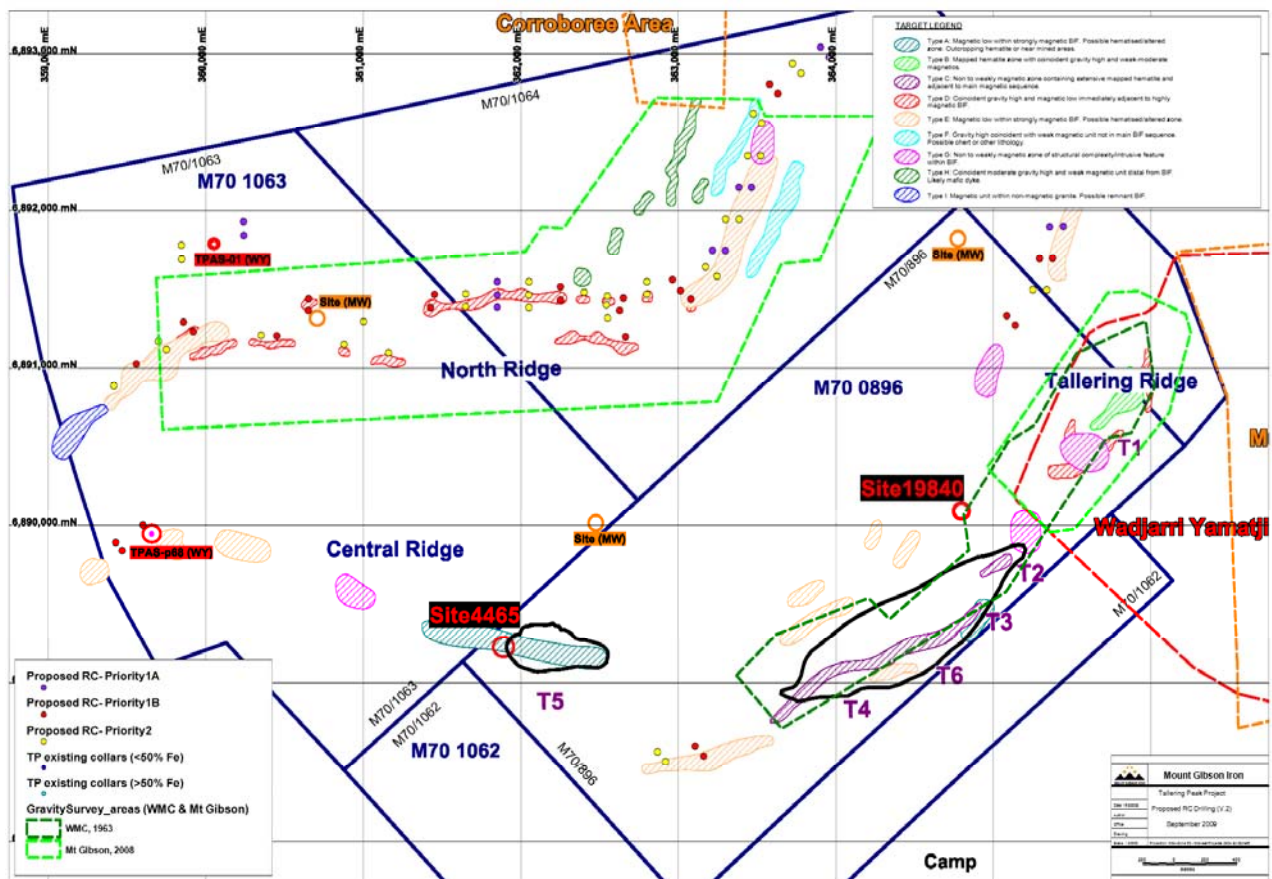 Corroboree Area
359,000 mE
360,000 mE
361,000 mE
362,000 mE
363,000 mE
364,000 mE
6,893,000 mN
6,892,000 mN
6,891,000 mN
6,890,000 mN
TARGET LEGEND
Type A: Magnetic low within strongly magnetic BIF. Possible hematised/altered
zone. Outcropping hematite or near mined areas.
Type B: Mapped hematite zone with coincident gravity high and weak-moderate
magnetics.
Type C: Non to weakly magnetic zone containing extensive mapped hematite and
adjacent to main magnetic sequence.
Type D: Coincident gravity high and magnetic low immediately adjacent to highly
magnetic BIF.
Type E: Magnetic low within strongly magnetic BIF. Possible hematised/altered zone.
Type F: Gravity high coincident with weak magnetic unit not in main BIF sequence.
Possible chert or other lithology.
Type G: Non to weakly magnetic zone of structural complexity/intrusive feature
within BIF.
Type H: Coincident moderate gravity high and weak magnetic unit distal from BIF.
Likely mafic dyke.
Type I: Magnetic unit within non-magnetic granite. Possible remnant BIF.
M70/1064
M70/1063
M70 1063
TPAS-01 (WY)
Site (MW)
M70/896
Site (MW)
North Ridge
M70 0896
Tallering Ridge
T1
M
Site19840
Wadjarri Yamatji
TPAS-p68 (WY)
Central Ridge
Site (MW)
T2
M70/1062
Site4465
T3
T6
T5
T4
M70/1063
M70/1062
M70 1062
M70/896
Camp
Proposed RC- Priority1A
Proposed RC- Priority1B
Proposed RC- Priority2
TP existing collars (<50% Fe)
TP existing collars (>50% Fe)
GravitySurvey_areas (WMC & Mt Gibson)
WMC, 1963
Mt Gibson, 2008
Mount Gibson Iron
Tallering Peak Project
Proposed RC Drilling (V.2)
September 2009